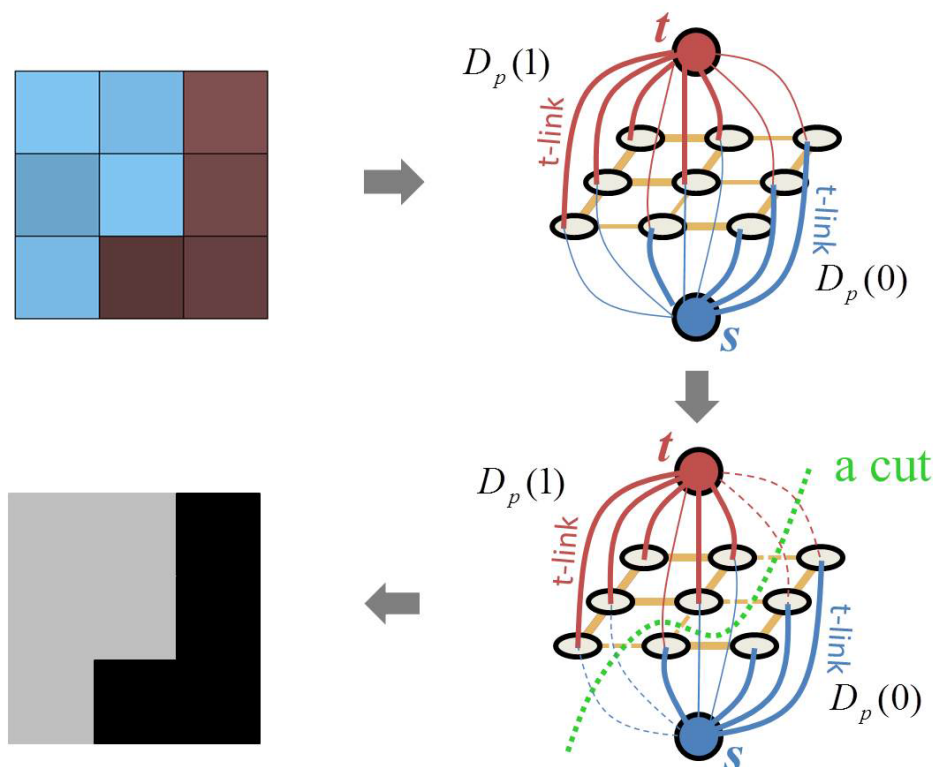 t
D_p(1)
t-link
t-link
D_p(0)
s
t
a cut
D_p(1)
t-link
t-link
D_p(0)
s